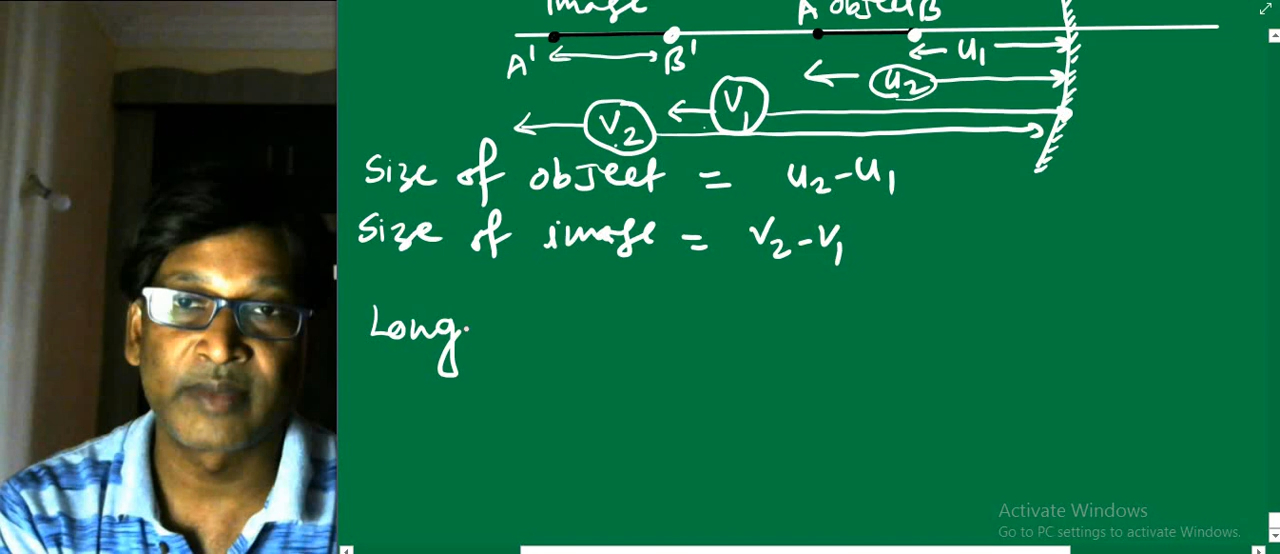 image A object B
A' B' u1
u2
v1
v2
Size of object = u2-u1
Size of image = v2-v1
Long.
Activate Windows
Go to PC settings to activate Windows.